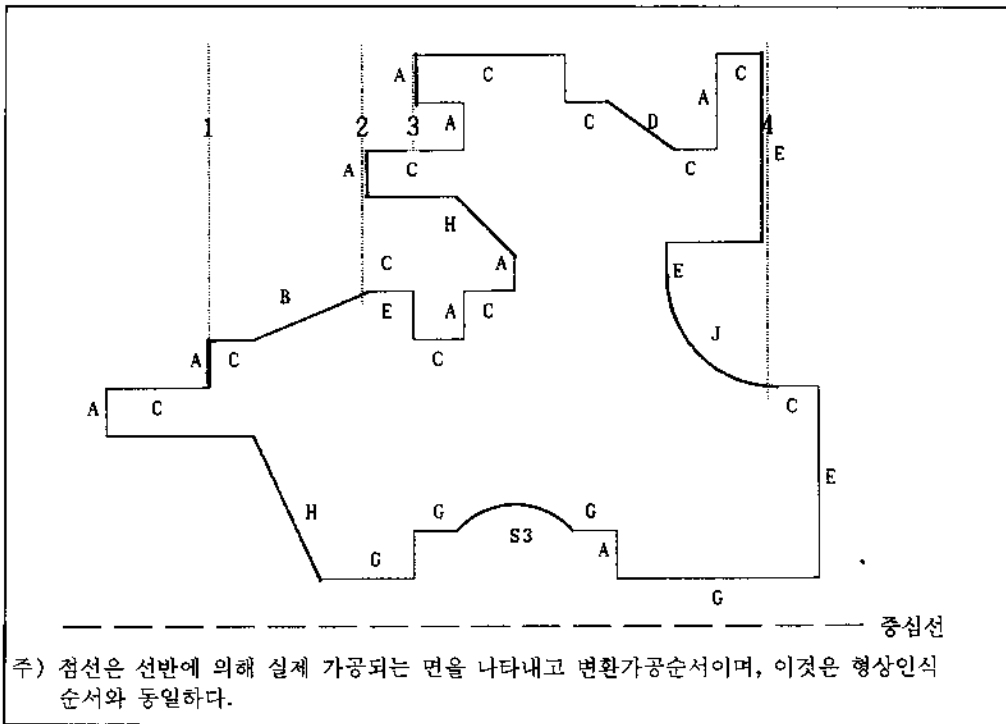 A C C
1 2 3 A C D A 4
A C C E
H
C A E
B E A C J
A C C
A C C
E
H G G
S3
G A
G
중심선
주) 점선은 선반에 의해 실제 가공되는 면을 나타내고 변환가공순서이며, 이것은 형상인식
순서와 동일하다.